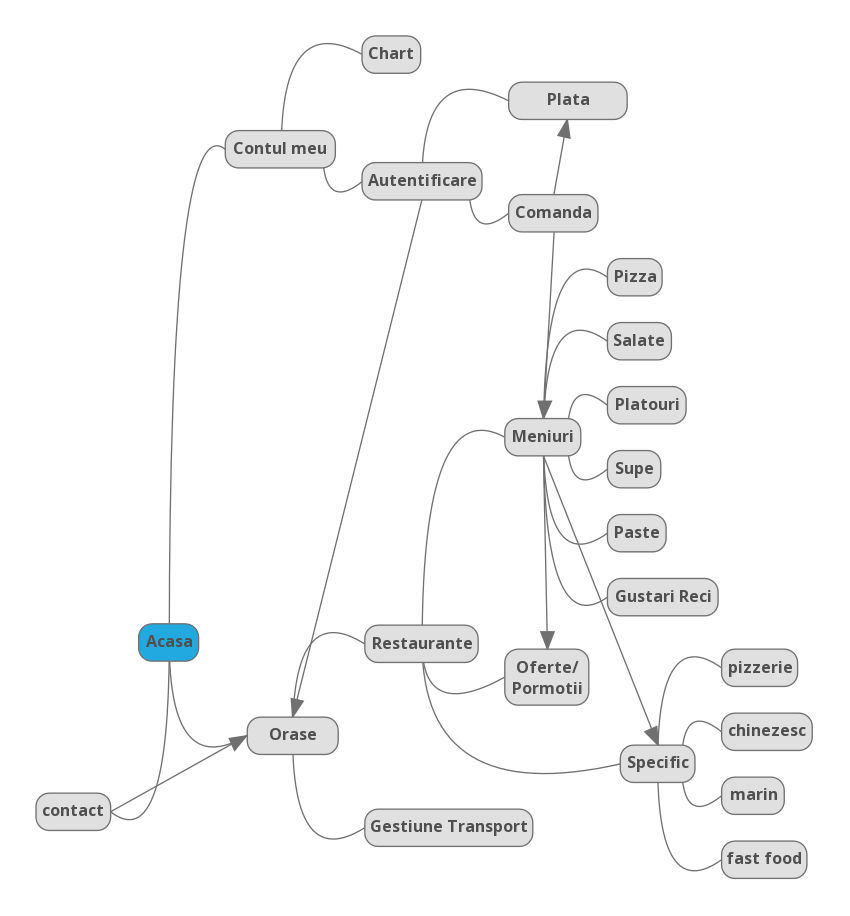 Chart
Plata
Contul meu
Autentificare
Comanda
Pizza
Salate
Platouri
Meniuri
Supe
Paste
Gustari Reci
Acasa
Restaurante
Oferte/
Pormotii
pizzerie
Orase
chinezesc
Specific
marin
contact
Gestiune Transport
fast food